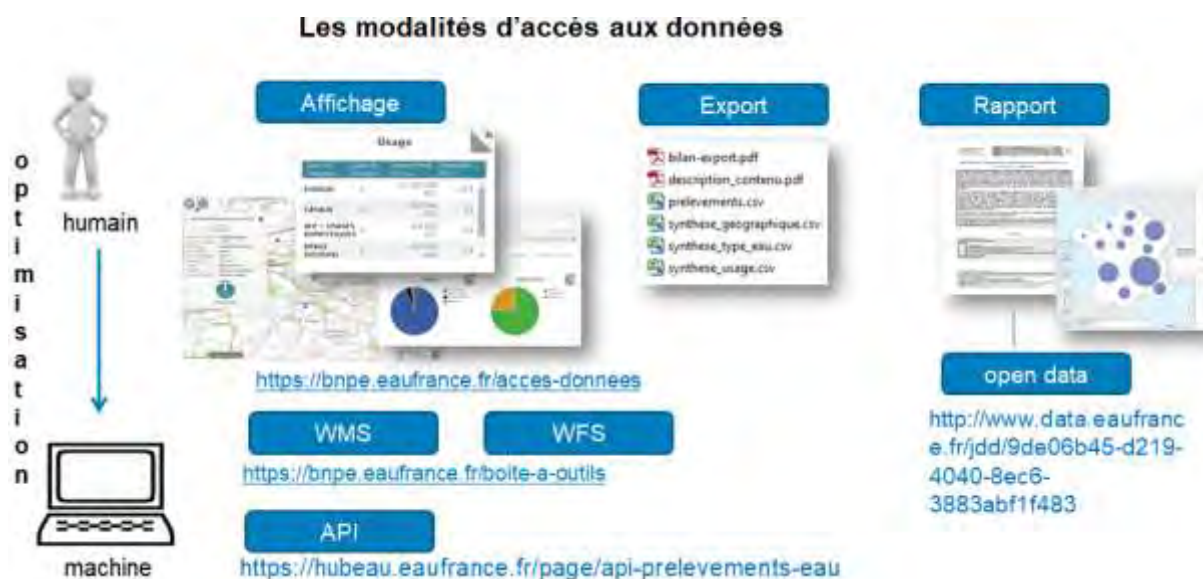 Les modalités d'accès aux données
optimisation
humain
machine
Affichage
Usage
Export
bilan-export.pdf
description_contenu.pdf
prelevements.csv
synthese_geographique.csv
synthese_type_eau.csv
synthese_usage.csv
Rapport
https://bnpe.eaufrance.fr/acces-donnees
open data
http://www.data.eaufranc
e.fr/jdd/9de06b45-d219-
4040-8ec6-
3883abf1f483
WMS
WFS
https://bnpe.eaufrance.fr/boite-a-outils
API
https://hubeau.eaufrance.fr/page/api-prelevements-eau